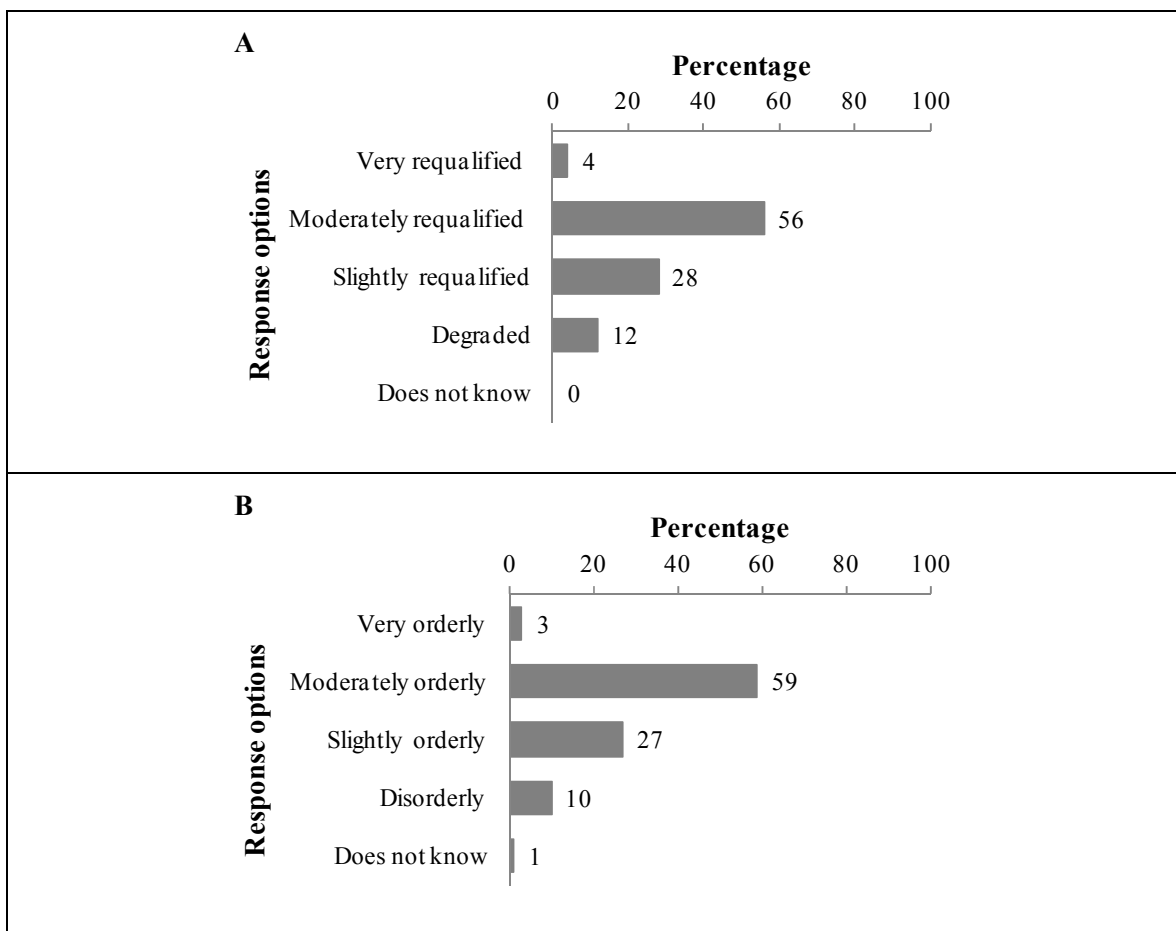 A
Percentage
0 20 40 60 80 100
Response options
Very requalified 4
Moderately requalified 56
Slightly requalified 28
Degraded 12
Does not know 0
B
Percentage
0 20 40 60 80 100
Response options
Very orderly 3
Moderately orderly 59
Slightly orderly 27
Disorderly 10
Does not know 1